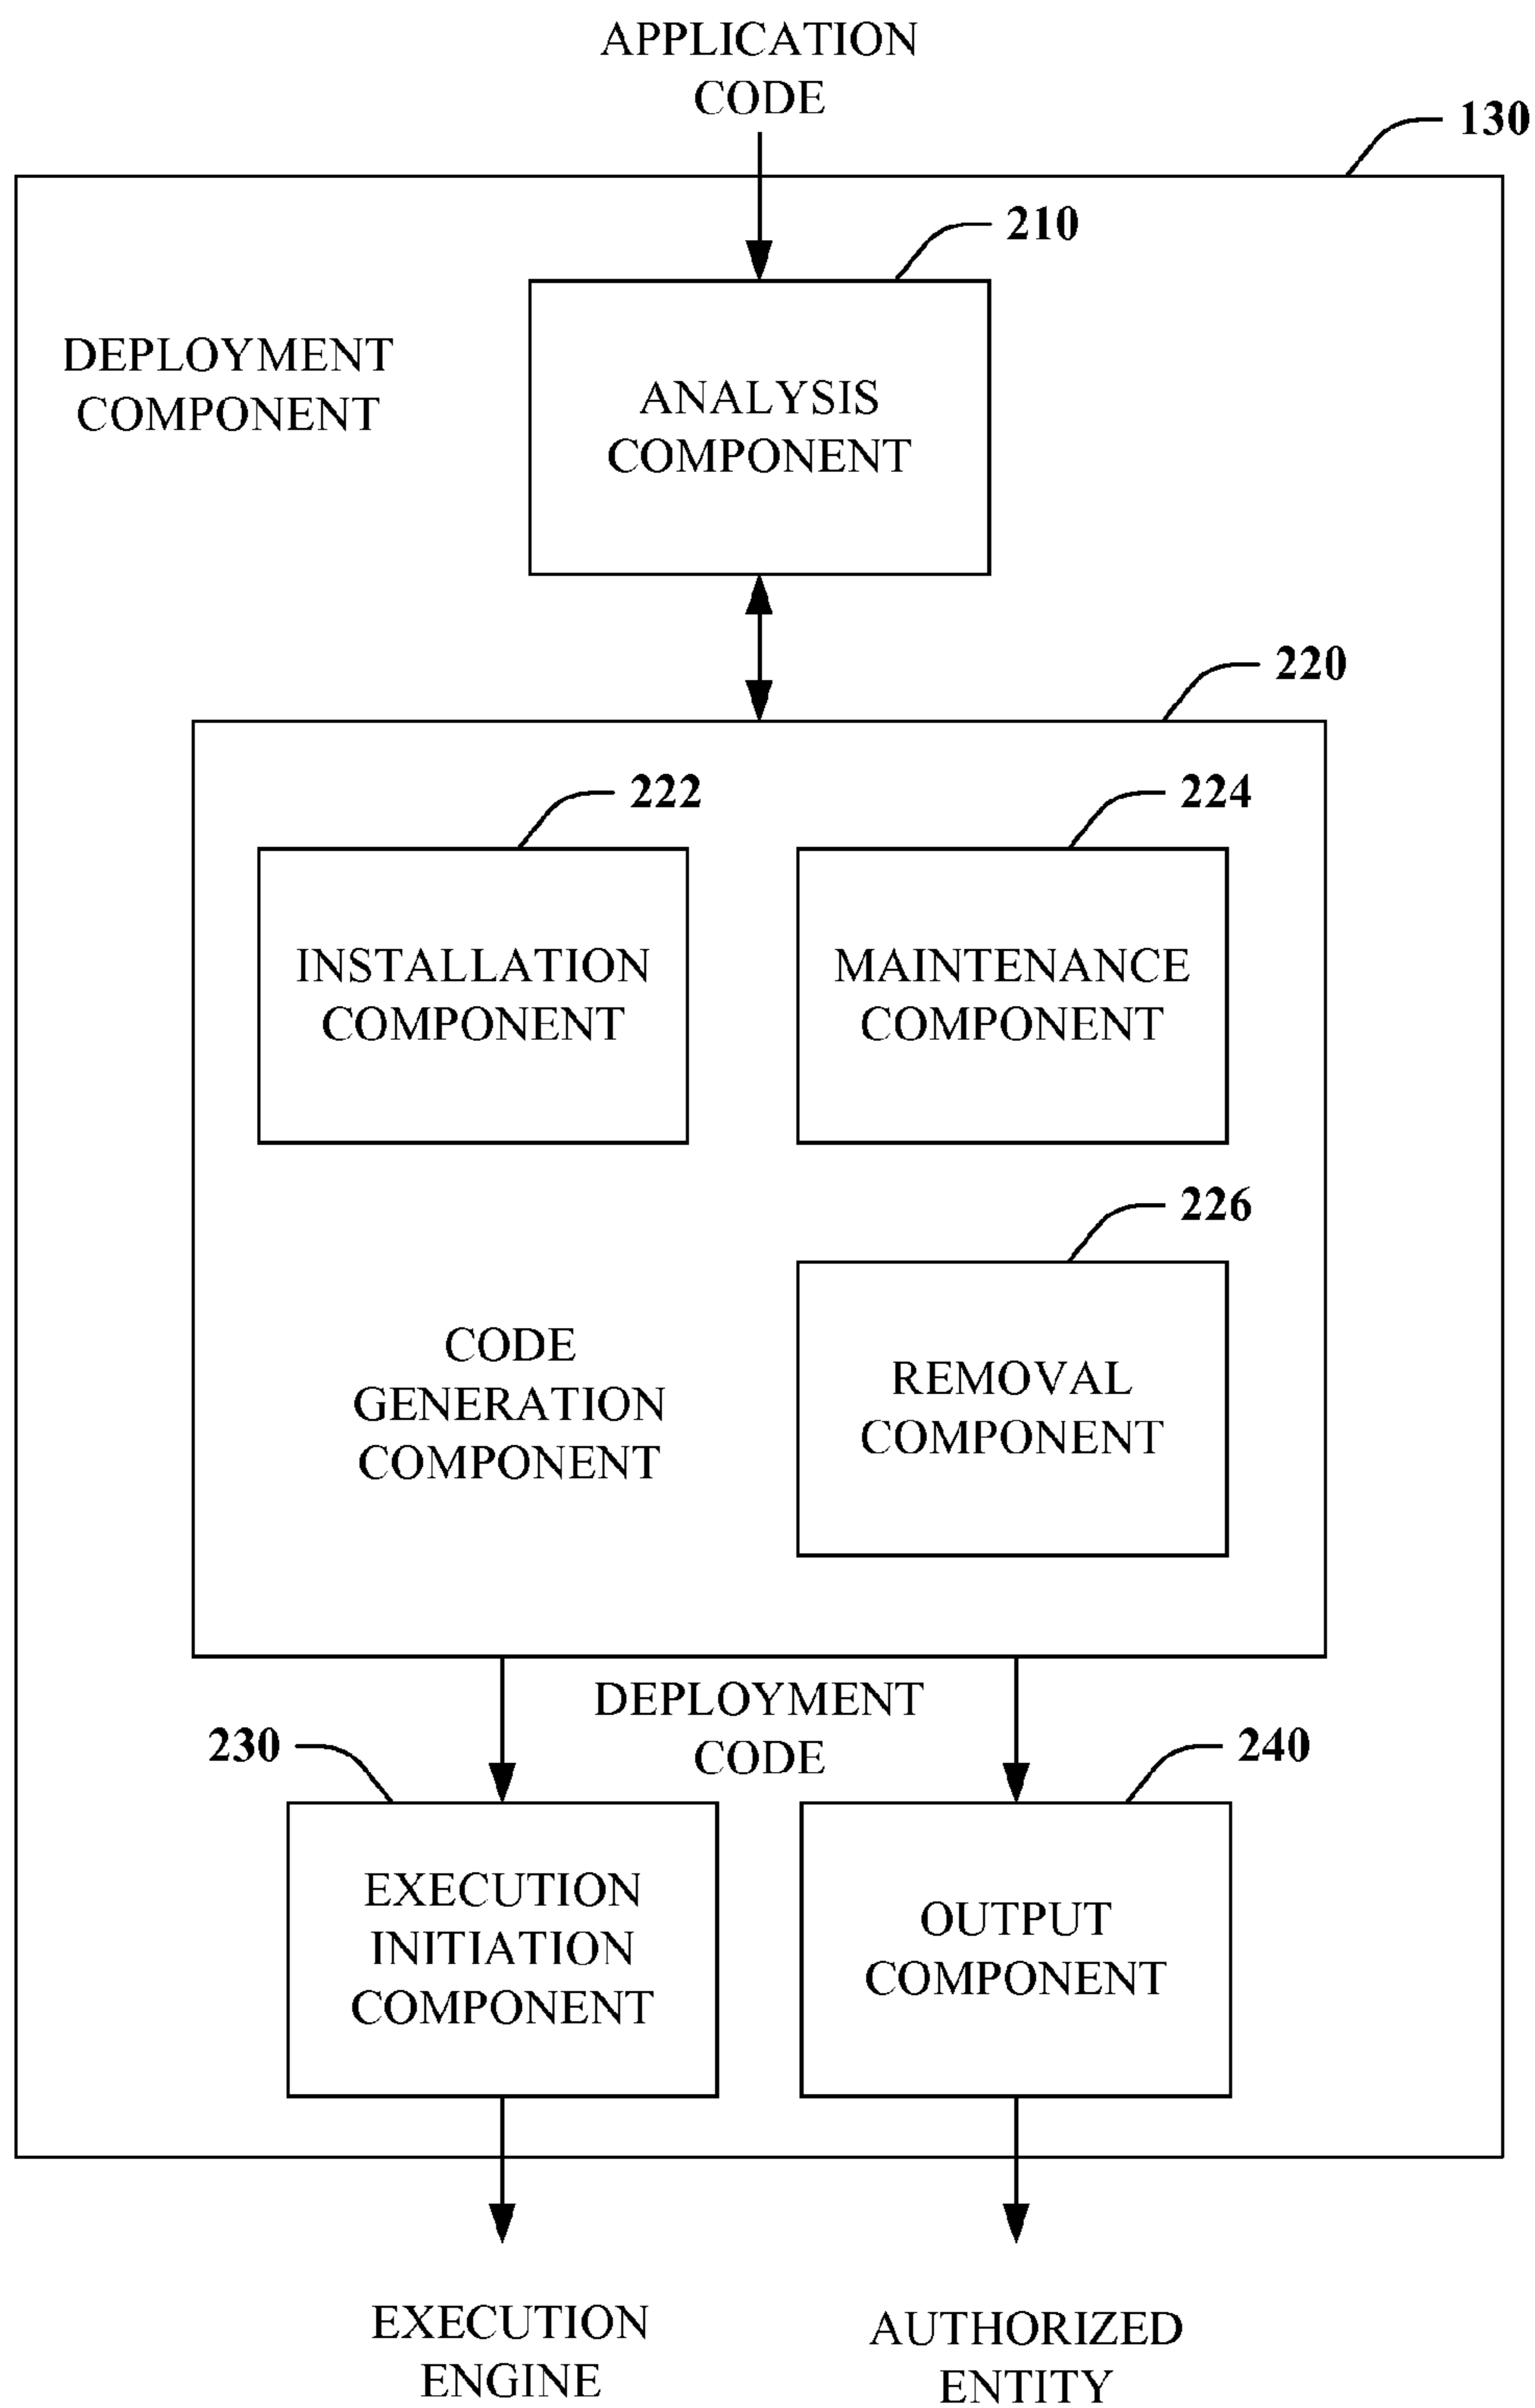 APPLICATION
CODE
130
210
DEPLOYMENT
COMPONENT
ANALYSIS
COMPONENT
220
222
224
INSTALLATION
COMPONENT
MAINTENANCE
COMPONENT
226
CODE
GENERATION
COMPONENT
REMOVAL
COMPONENT
DEPLOYMENT
CODE
230
240
EXECUTION
INITIATION
COMPONENT
OUTPUT
COMPONENT
EXECUTION
ENGINE
AUTHORIZED
ENTITY